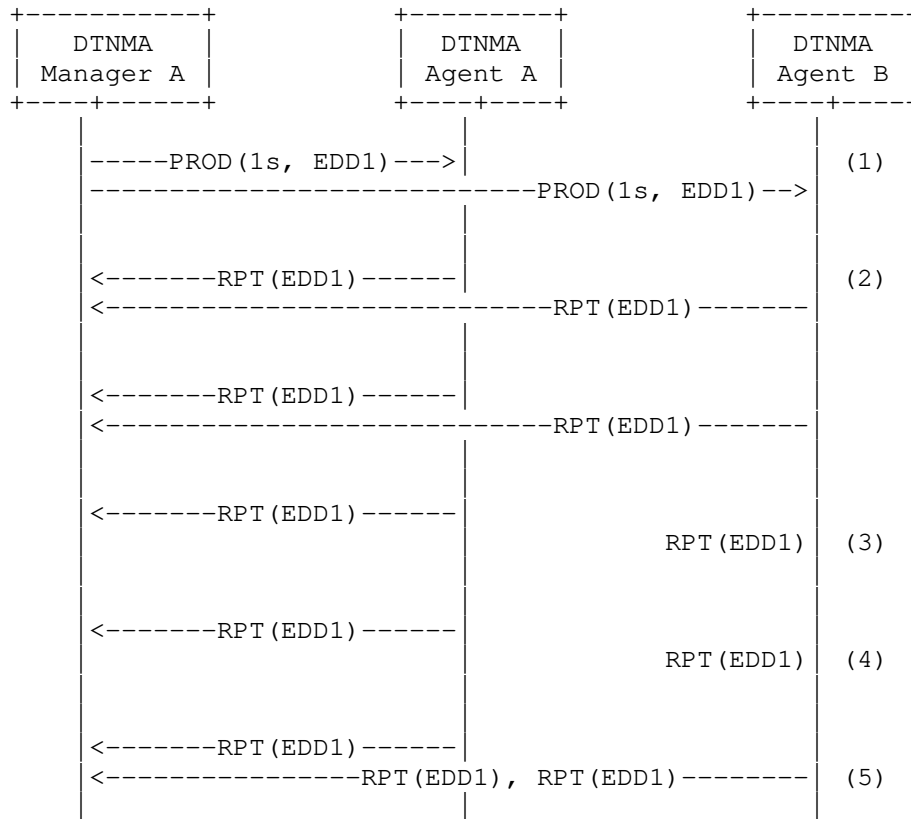 DTNMA DTNMA DTNMA
Manager A Agent A Agent B
-----PROD(1s, EDD1)---> (1)
----------------------------PROD(1s, EDD1)-->
<-------RPT(EDD1)------ (2)
<----------------------------RPT(EDD1)-------
<-------RPT(EDD1)------
<----------------------------RPT(EDD1)-------
<-------RPT(EDD1)------
RPT(EDD1) (3)
<-------RPT(EDD1)------
RPT(EDD1) (4)
<-------RPT(EDD1)------
<----------------RPT(EDD1), RPT(EDD1)-------- (5)